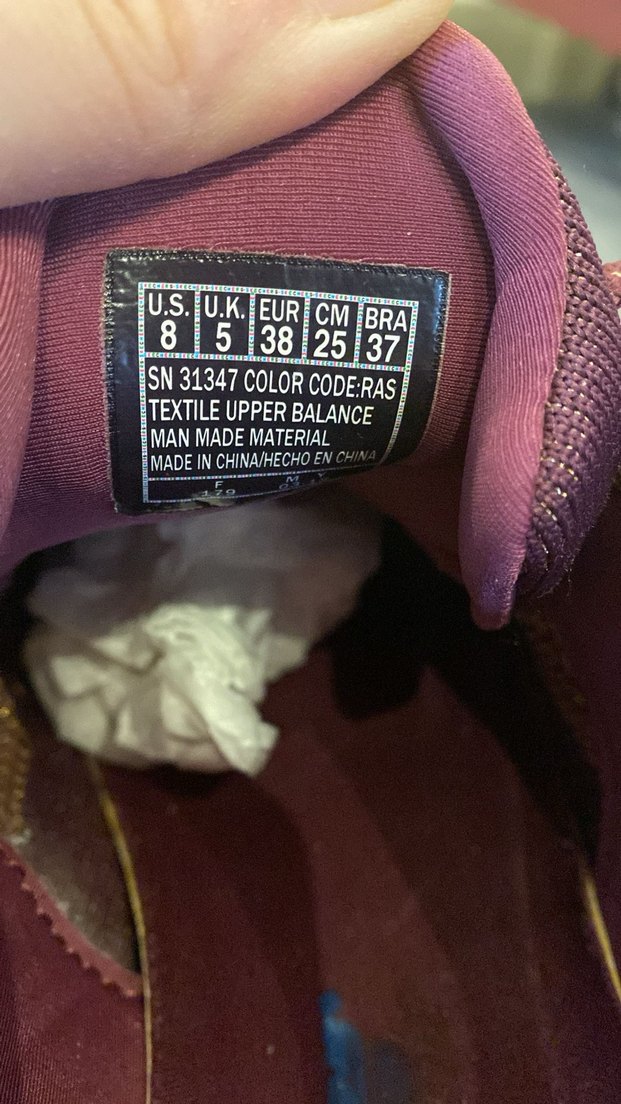 U.S. U.K. EUR CM BRA
8 5 38 25 37
SN 31347 COLOR CODE:RAS
TEXTILE UPPER BALANCE
MAN MADE MATERIAL
MADE IN CHINA/HECHO EN CHINA
F M Y
179